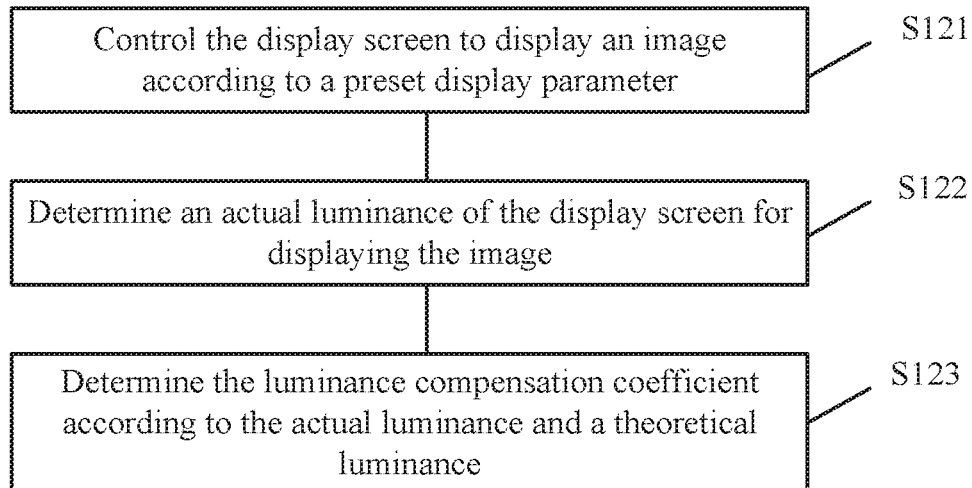 Control the display screen to display an image
according to a preset display parameter
S121
Determine an actual luminance of the display screen for
displaying the image
S122
Determine the luminance compensation coefficient
according to the actual luminance and a theoretical
luminance
S123